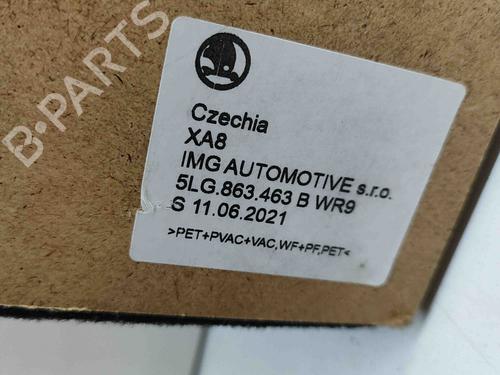 B-PARTS
Czechia
XA8
IMG AUTOMOTIVE s.r.o.
5LG.863.463 B WR9
S 11.06.2021
>PET+PVAC+VAC,WF+PF,PET<